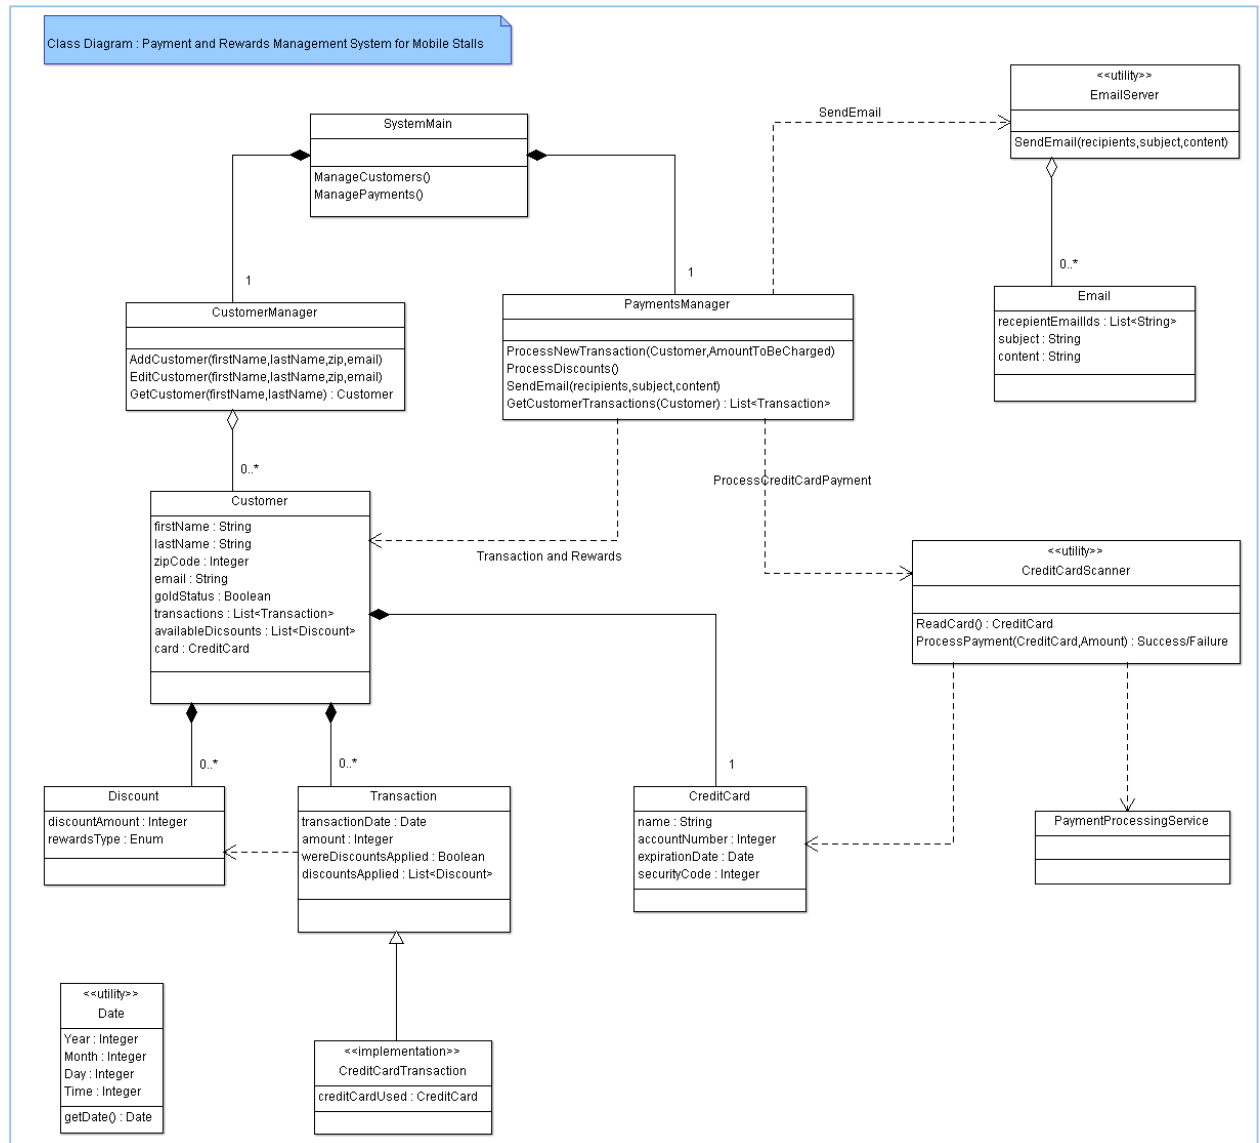 Class Diagram : Payment and Rewards Management System for Mobile Stalls
<<utility>>
EmailServer
SendEmail(recipients,subject,content)
SendEmail
SystemMain
ManageCustomers()
ManagePayments()
1
1
0..*
CustomerManager
AddCustomer(firstName,lastName,zip,email)
EditCustomer(firstName,lastName,zip,email)
GetCustomer(firstName,lastName) : Customer
PaymentsManager
ProcessNewTransaction(Customer,AmountToBeCharged)
ProcessDiscounts()
SendEmail(recipients,subject,content)
GetCustomerTransactions(Customer) : List<Transaction>
Email
recepientEmailIds : List<String>
subject : String
content : String
0..*
ProcessCreditCardPayment
Customer
firstName : String
lastName : String
zipCode : Integer
email : String
goldStatus : Boolean
transactions : List<Transaction>
availableDicsounts : List<Discount>
card : CreditCard
Transaction and Rewards
<<utility>>
CreditCardScanner
ReadCard() : CreditCard
ProcessPayment(CreditCard,Amount) : Success/Failure
0..*
0..*
1
Discount
discountAmount : Integer
rewardsType : Enum
Transaction
transactionDate : Date
amount : Integer
wereDiscountsApplied : Boolean
discountsApplied : List<Discount>
CreditCard
name : String
accountNumber : Integer
expirationDate : Date
securityCode : Integer
PaymentProcessingService
<<utility>>
Date
Year : Integer
Month : Integer
Day : Integer
Time : Integer
getDate() : Date
<<implementation>>
CreditCardTransaction
creditCardUsed : CreditCard